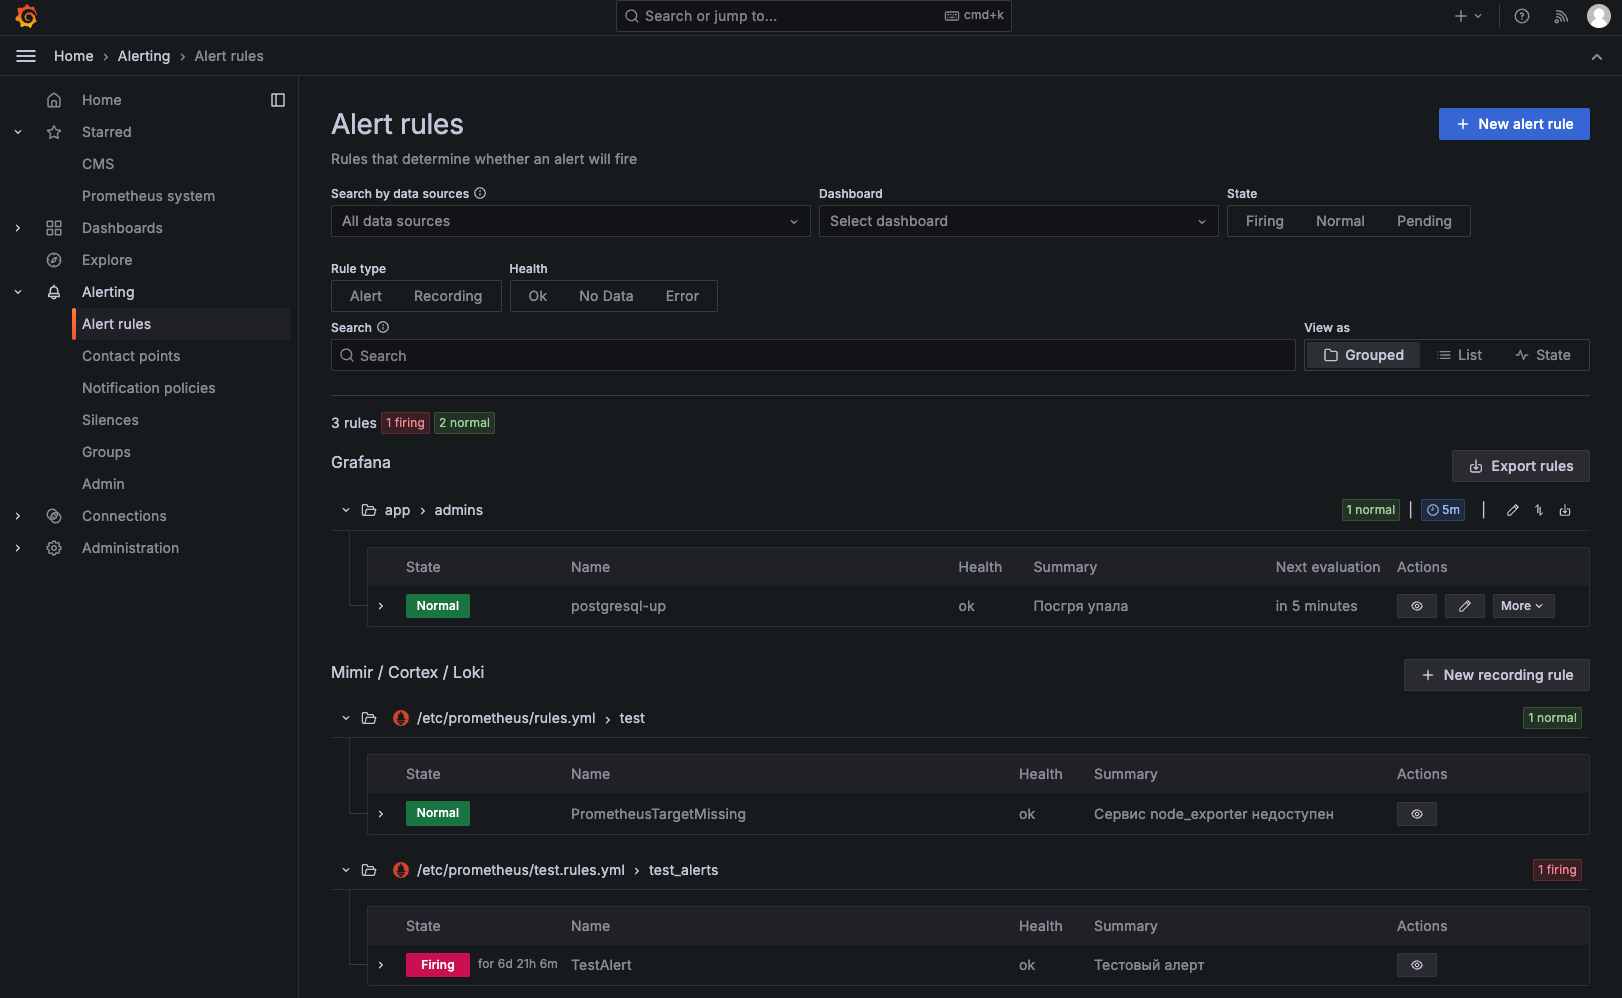 Search or jump to...
cmd+k
Home › Alerting › Alert rules
Home
Starred
CMS
Prometheus system
Dashboards
Explore
Alerting
Alert rules
Contact points
Notification policies
Silences
Groups
Admin
Connections
Administration
Alert rules
New alert rule
Rules that determine whether an alert will fire
Search by data sources
All data sources
Dashboard
Select dashboard
State
Firing Normal Pending
Rule type
Alert Recording
Health
Ok No Data Error
Search
Search
View as
Grouped List State
3 rules 1 firing 2 normal
Grafana
Export rules
app › admins
1 normal 5m
State Name Health Summary Next evaluation Actions
Normal postgresql-up ok Посгря упала in 5 minutes More
Mimir / Cortex / Loki
New recording rule
/etc/prometheus/rules.yml › test
1 normal
State Name Health Summary Actions
Normal PrometheusTargetMissing ok Сервис node_exporter недоступен
/etc/prometheus/test.rules.yml › test_alerts
1 firing
State Name Health Summary Actions
Firing for 6d 21h 6m TestAlert ok Тестовый алерт